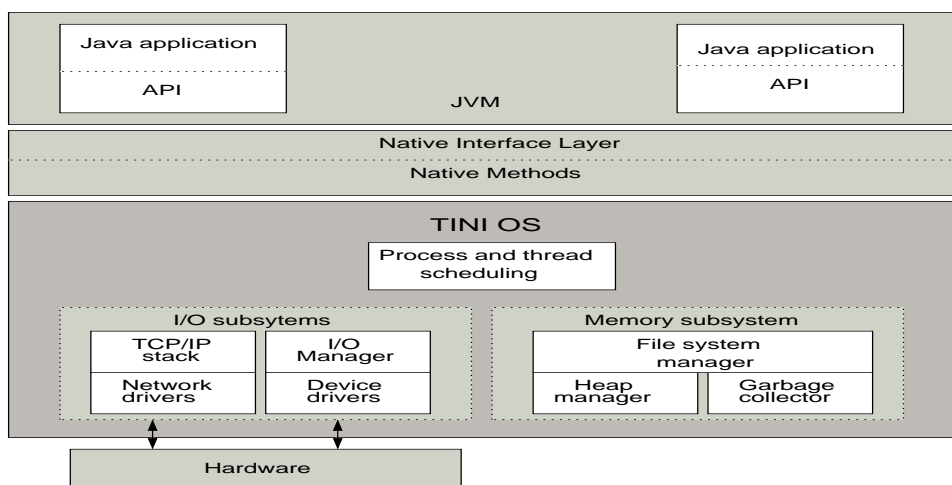 Java application
API
Java application
API
JVM
Native Interface Layer
Native Methods
TINI OS
Process and thread
scheduling
I/O subsytems
TCP/IP
stack
I/O
Manager
Network
drivers
Device
drivers
Memory subsystem
File system
manager
Heap
manager
Garbage
collector
Hardware